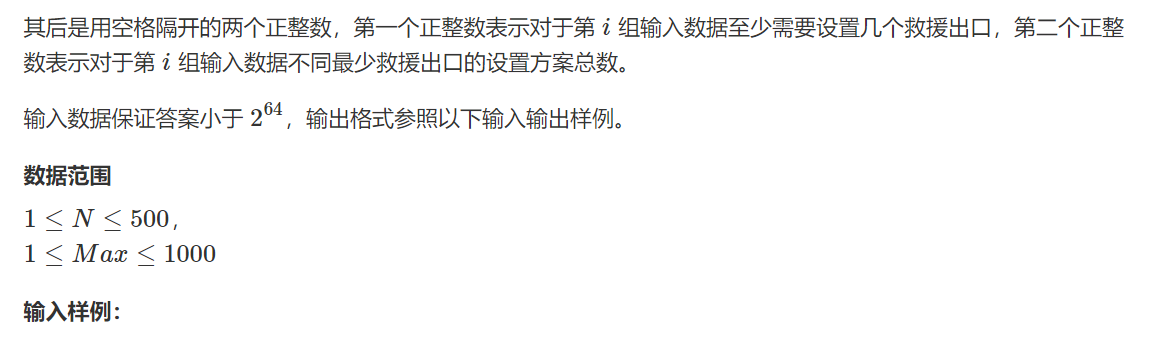 其后是用空格隔开的两个正整数，第一个正整数表示对于第 i 组输入数据至少需要设置几个救援出口，第二个正整
数表示对于第 i 组输入数据不同最少救援出口的设置方案总数。
输入数据保证答案小于 2^{64}，输出格式参照以下输入输出样例。
数据范围
1 ≤ N ≤ 500,
1 ≤ Max ≤ 1000
输入样例：